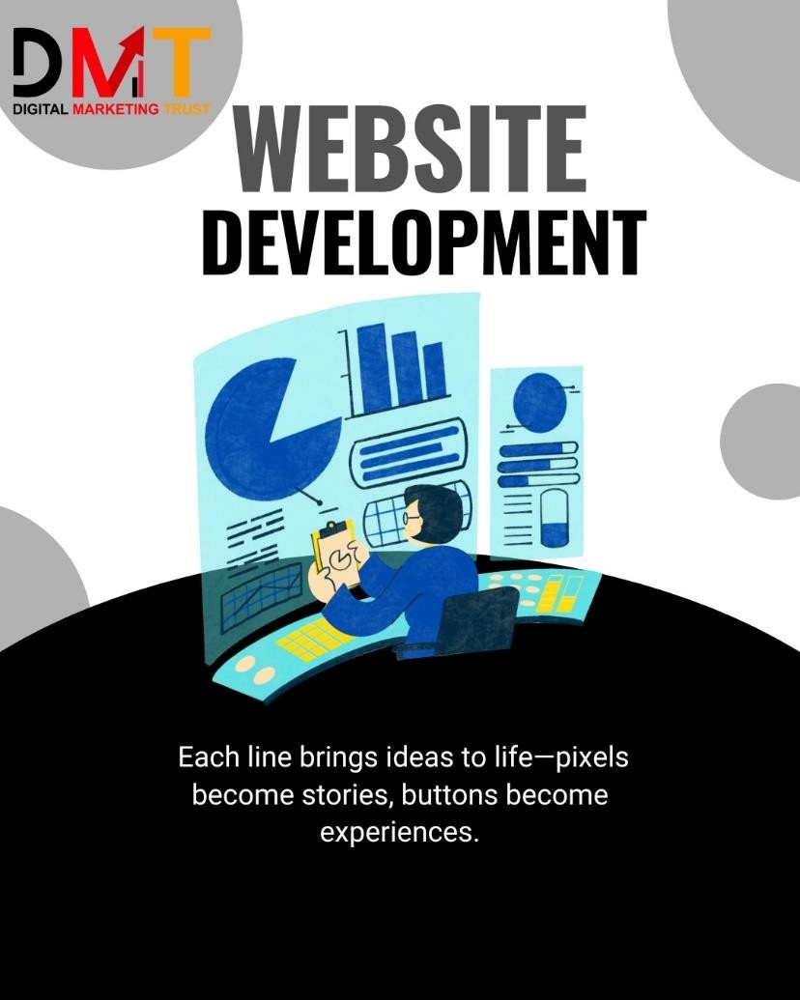 DMT
DIGITAL MARKETING TRUST
WEBSITE
DEVELOPMENT
Each line brings ideas to life—pixels
become stories, buttons become
experiences.